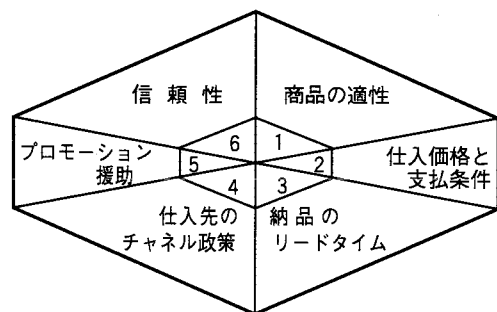 信頼性
商品の適性
6
1
プロモーション
援助
5
2
仕入価格と
支払条件
4
3
仕入先の
チャネル政策
納品の
リードタイム